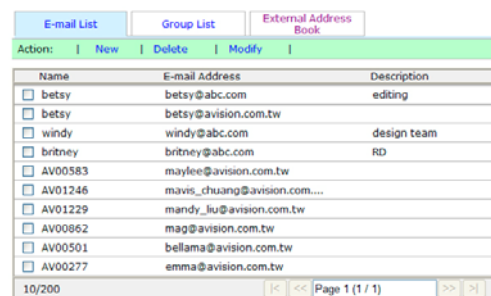 E-mail List Group List External Address Book
Action: | New | Delete | Modify |
Name E-mail Address Description
betsy betsy@abc.com editing
betsy betsy@avision.com.tw
windy windy@abc.com design team
britney britney@abc.com RD
AV00583 maylee@avision.com.tw
AV01246 mavis_chuang@avision.com....
AV01229 mandy_liu@avision.com.tw
AV00862 mag@avision.com.tw
AV00501 bellama@avision.com.tw
AV00277 emma@avision.com.tw
10/200 |< << Page 1 (1 / 1) >> >|